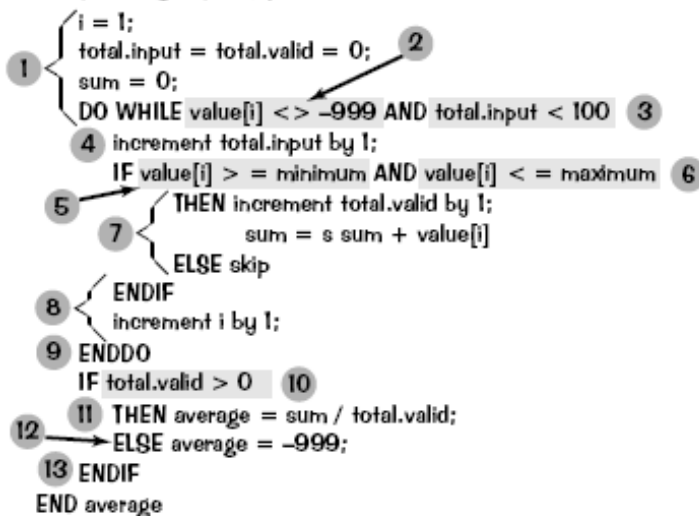 i = 1;
total.input = total.valid = 0; 2
1 sum = 0;
DO WHILE value[i] <> –999 AND total.input < 100 3
4 increment total.input by 1;
IF value[i] > = minimum AND value[i] < = maximum 6
5 THEN increment total.valid by 1;
7 sum = s sum + value[i]
ELSE skip
8 ENDIF
increment i by 1;
9 ENDDO
IF total.valid > 0 10
11 THEN average = sum / total.valid;
12 ELSE average = –999;
13 ENDIF
END average